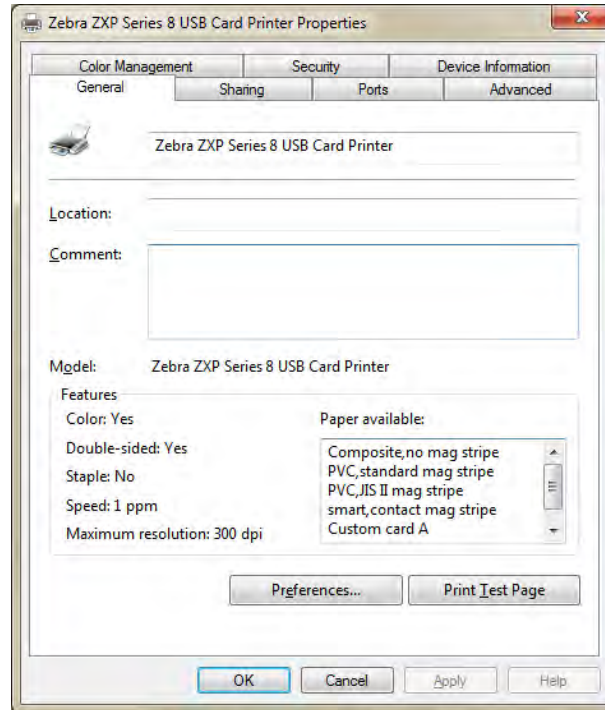 Zebra ZXP Series 8 USB Card Printer Properties
Color Management Security Device Information
General Sharing Ports Advanced
Zebra ZXP Series 8 USB Card Printer
Location:
Comment:
Model: Zebra ZXP Series 8 USB Card Printer
Features
Color: Yes
Double-sided: Yes
Staple: No
Speed: 1 ppm
Maximum resolution: 300 dpi
Paper available:
Composite,no mag stripe
PVC,standard mag stripe
PVC,JIS II mag stripe
smart,contact mag stripe
Custom card A
Preferences... Print Test Page
OK Cancel Apply Help